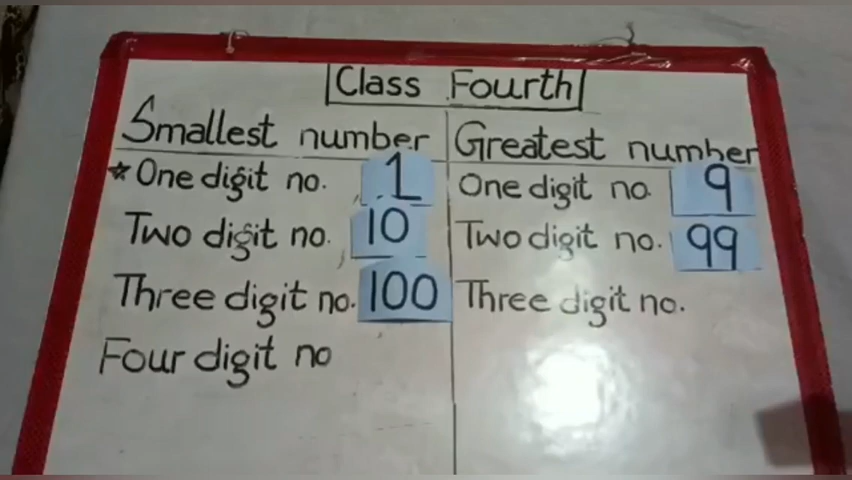 Class Fourth
Smallest number
☆ One digit no. 1
Two digit no. 10
Three digit no. 100
Four digit no
Greatest number
One digit no. 9
Two digit no. 99
Three digit no.